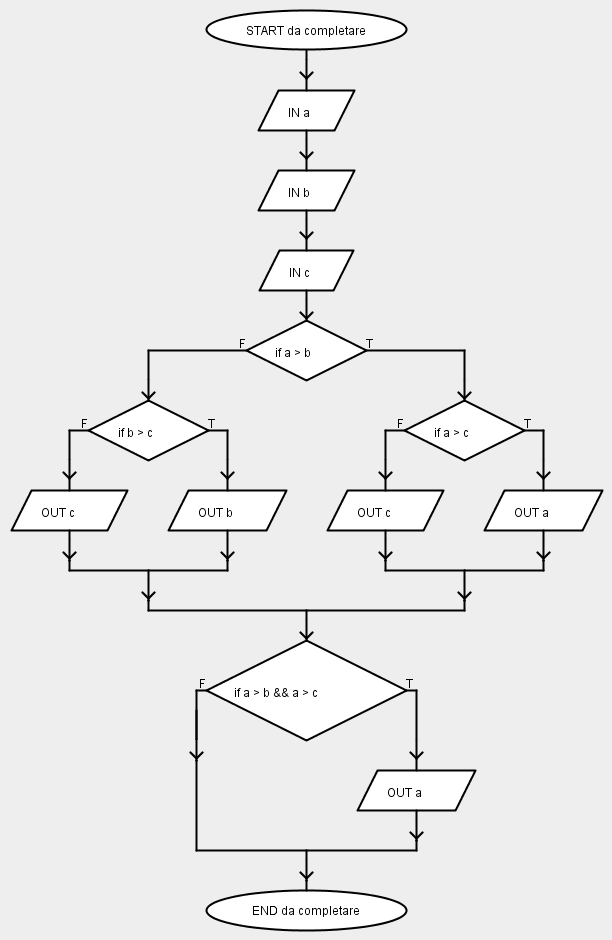 START da completare
IN a
IN b
IN c
F
if a > b
T
F
if b > c
T
F
if a > c
T
OUT c
OUT b
OUT c
OUT a
F
if a > b && a > c
T
OUT a
END da completare